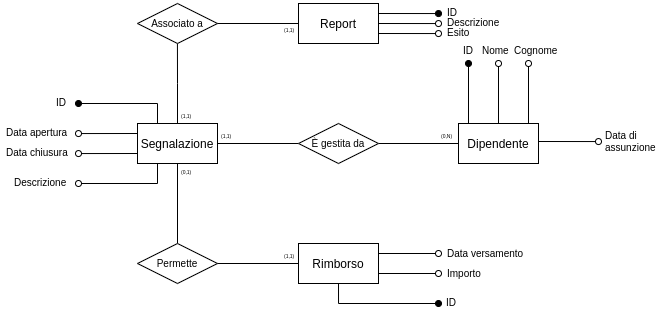 Associato a
Report
(1,1)
ID
Descrizione
Esito
ID
Nome
Cognome
ID
(1,1)
Data apertura
Segnalazione
(1,1)
È gestita da
(0,N)
Dipendente
Data di
assunzione
Data chiusura
(0,1)
Descrizione
Permette
(1,1)
Rimborso
Data versamento
Importo
ID